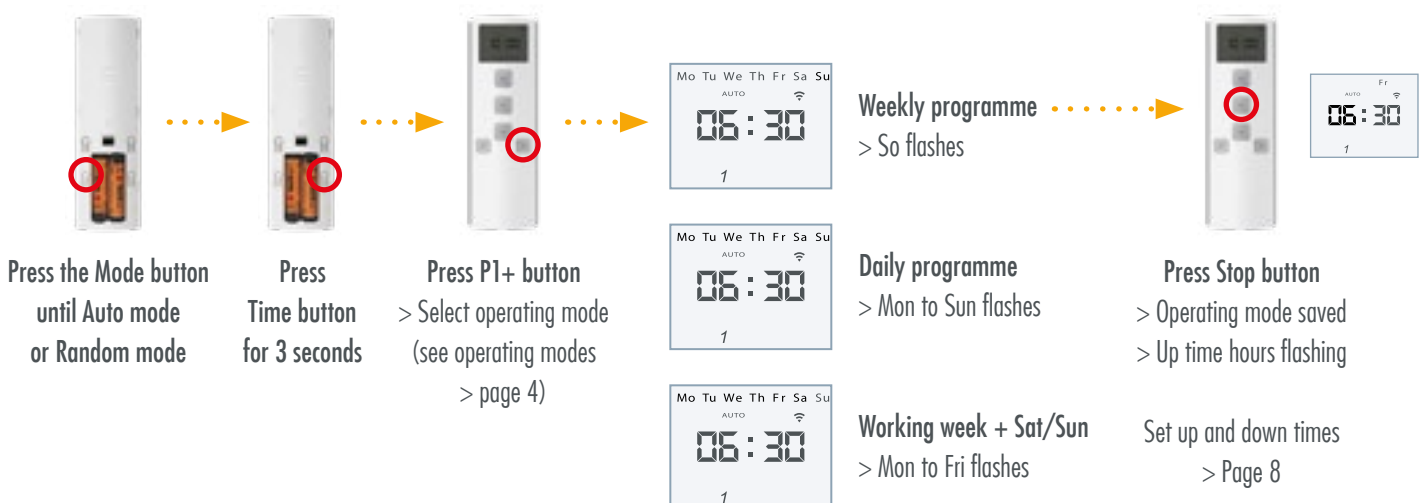 Press the Mode button
until Auto mode
or Random mode
Press
Time button
for 3 seconds
Press P1+ button
> Select operating mode
(see operating modes
> page 4)
Mo Tu We Th Fr Sa Su
AUTO
06:30
1
Weekly programme
> So flashes
Mo Tu We Th Fr Sa Su
AUTO
06:30
1
Daily programme
> Mon to Sun flashes
Mo Tu We Th Fr Sa Su
AUTO
06:30
1
Working week + Sat/Sun
> Mon to Fri flashes
Fr
AUTO
06:30
1
Press Stop button
> Operating mode saved
> Up time hours flashing
Set up and down times
> Page 8